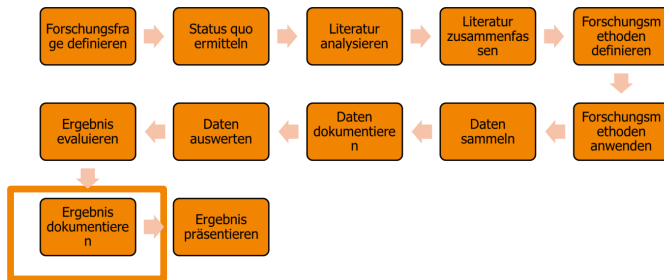 Forschungsfra
ge definieren
Status quo
ermitteln
Literatur
analysieren
Literatur
zusammenfas
sen
Forschungsm
ethoden
definieren
Forschungsm
ethoden
anwenden
Daten
sammeln
Daten
dokumentiere
n
Daten
auswerten
Ergebnis
evaluieren
Ergebnis
dokumentiere
n
Ergebnis
präsentieren